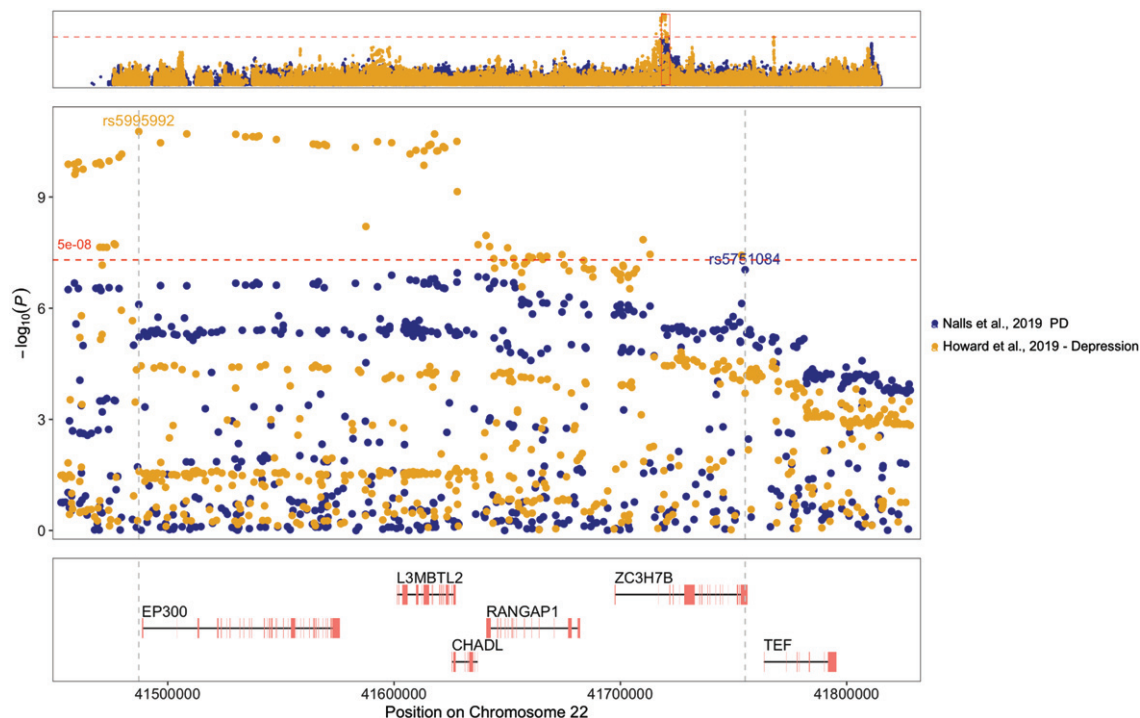 rs5995992
9
5e-08
rs5751084
6
3
0
−log10(P)
Nalls et al., 2019 PD
Howard et al., 2019 - Depression
L3MBTL2
ZC3H7B
EP300
RANGAP1
CHADL
TEF
41500000
41600000
41700000
41800000
Position on Chromosome 22